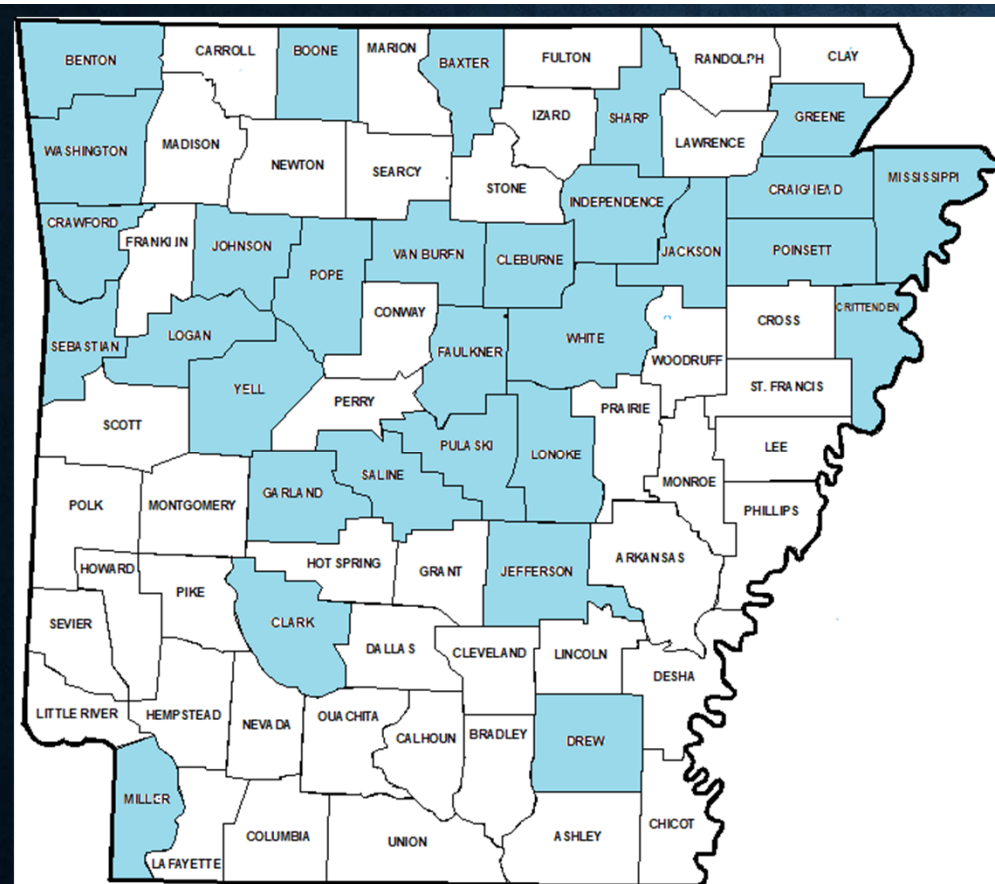 BENTON
CARROLL
BOONE
MARION
BAXTER
FULTON
RANDOLPH
CLAY
IZARD
SHARP
GREENE
WASHINGTON
MADISON
NEWTON
SEARCY
STONE
LAWRENCE
INDEPENDENCE
CRAIGHEAD
MISSISSIPPI
CRAWFORD
FRANKLIN
JOHNSON
POPE
VAN BUREN
CLEBURNE
JACKSON
POINSETT
SEBASTIAN
LOGAN
CONWAY
FAULKNER
WHITE
WOODRUFF
CROSS
CRITTENDEN
YELL
PERRY
PRAIRIE
ST. FRANCIS
SCOTT
PULASKI
LONOKE
LEE
POLK
MONTGOMERY
GARLAND
SALINE
MONROE
PHILLIPS
HOWARD
PIKE
HOT SPRING
GRANT
JEFFERSON
ARKANSAS
SEVIER
CLARK
DALLAS
CLEVELAND
LINCOLN
DESHA
LITTLE RIVER
HEMPSTEAD
NEVADA
OUACHITA
CALHOUN
BRADLEY
DREW
MILLER
LAFAYETTE
COLUMBIA
UNION
ASHLEY
CHICOT